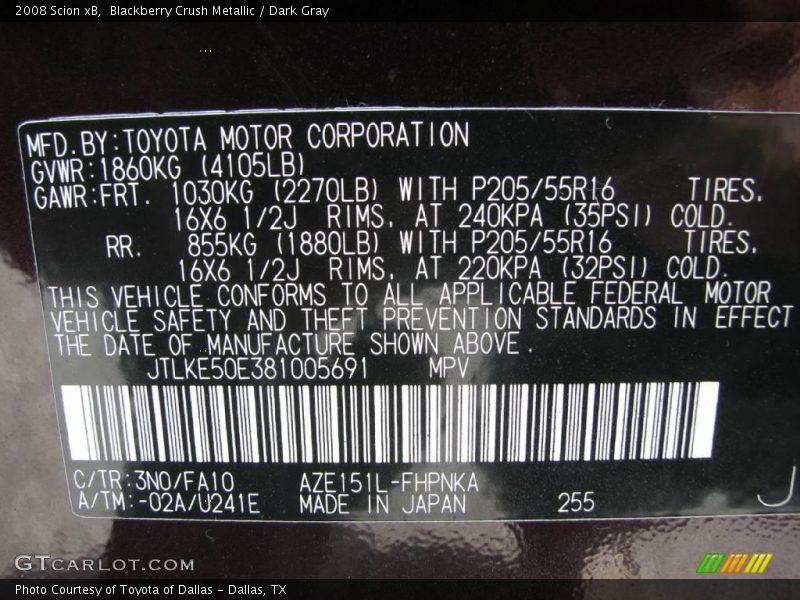 2008 Scion xB,  Blackberry Crush Metallic / Dark Gray
MFD.BY:TOYOTA MOTOR CORPORATION
GVWR:1860KG (4105LB)
GAWR:FRT. 1030KG (2270LB) WITH P205/55R16 TIRES,
16X6 1/2J RIMS, AT 240KPA (35PSI) COLD.
RR. 855KG (1880LB) WITH P205/55R16 TIRES,
16X6 1/2J RIMS, AT 220KPA (32PSI) COLD.
THIS VEHICLE CONFORMS TO ALL APPLICABLE FEDERAL MOTOR
VEHICLE SAFETY AND THEFT PREVENTION STANDARDS IN EFFECT
THE DATE OF MANUFACTURE SHOWN ABOVE.
JTLKE50E381005691 MPV
C/TR:3N0/FA10 AZE151L-FHPNKA
A/TM:-02A/U241E MADE IN JAPAN 255
J
GTCARLOT.COM
Photo Courtesy of Toyota of Dallas - Dallas, TX